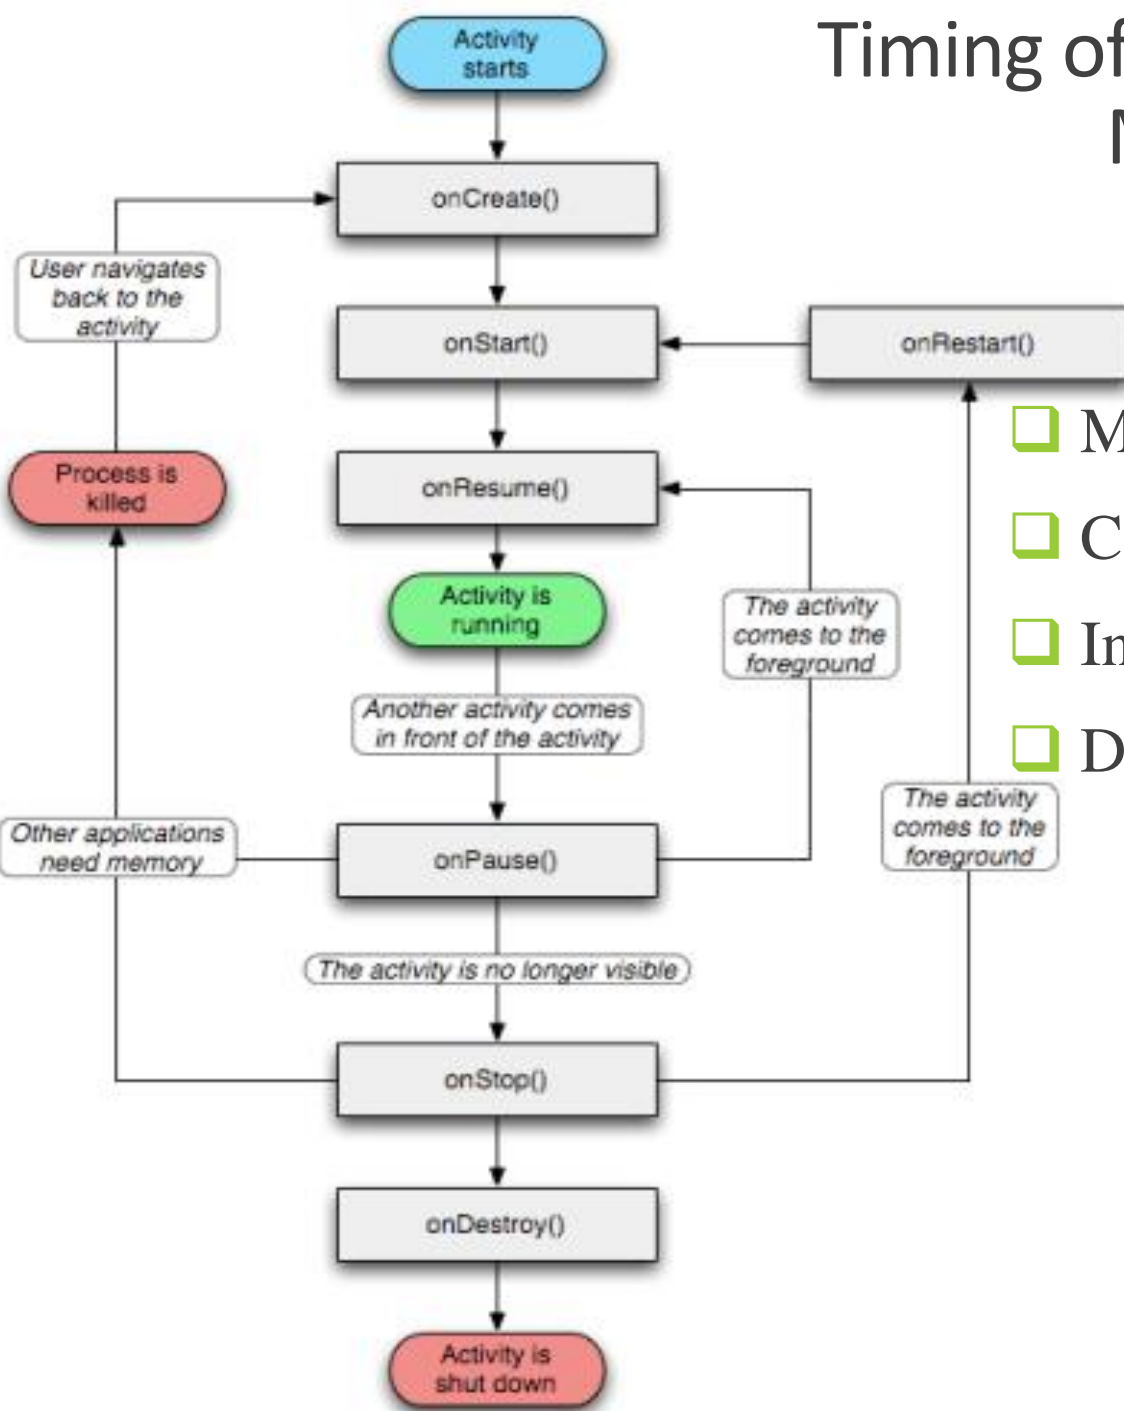 Timing of
Activity
starts
onCreate()
User navigates
back to the
activity
onStart()
onRestart()
Process is
killed
onResume()
Activity is
running
The activity
comes to the
foreground
Another activity comes
in front of the activity
The activity
comes to the
foreground
Other applications
need memory
onPause()
The activity is no longer visible
onStop()
onDestroy()
Activity is
shut down